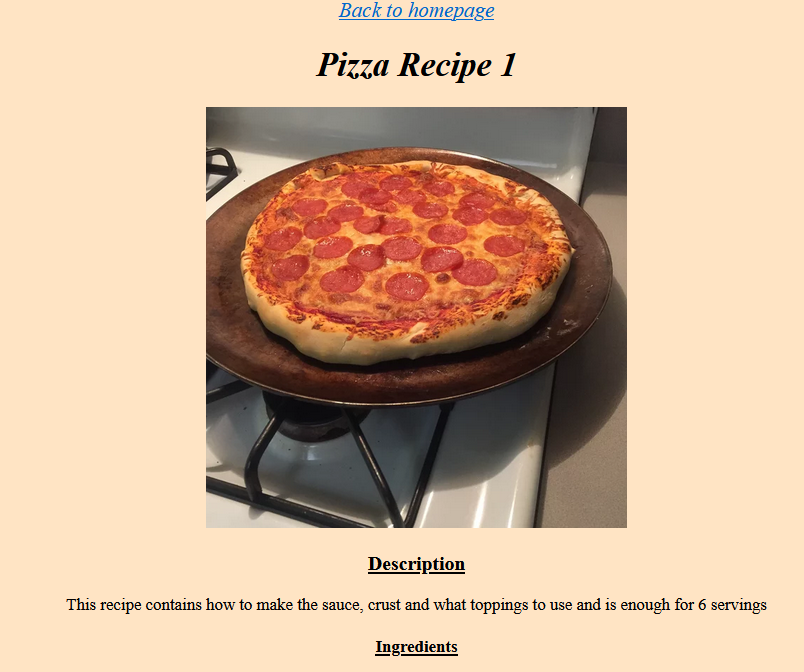 Back to homepage
Pizza Recipe 1
Description
This recipe contains how to make the sauce, crust and what toppings to use and is enough for 6 servings
Ingredients